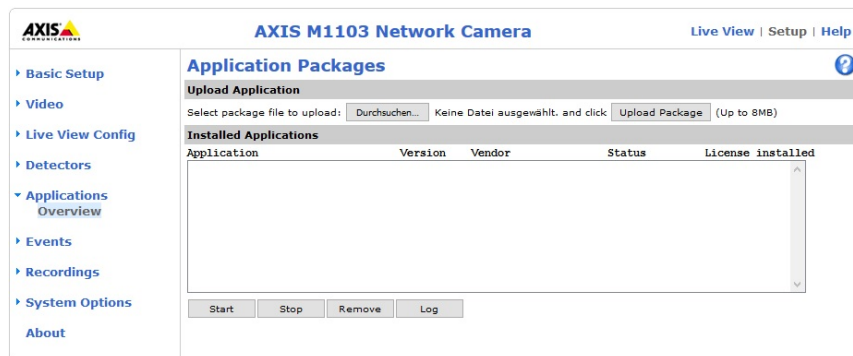 AXIS
COMMUNICATIONS
AXIS M1103 Network Camera
Live View | Setup | Help
Basic Setup
Video
Live View Config
Detectors
Applications
Overview
Events
Recordings
System Options
About
Application Packages
Upload Application
Select package file to upload: Durchsuchen... Keine Datei ausgewählt. and click Upload Package (Up to 8MB)
Installed Applications
Application Version Vendor Status License installed
Start Stop Remove Log